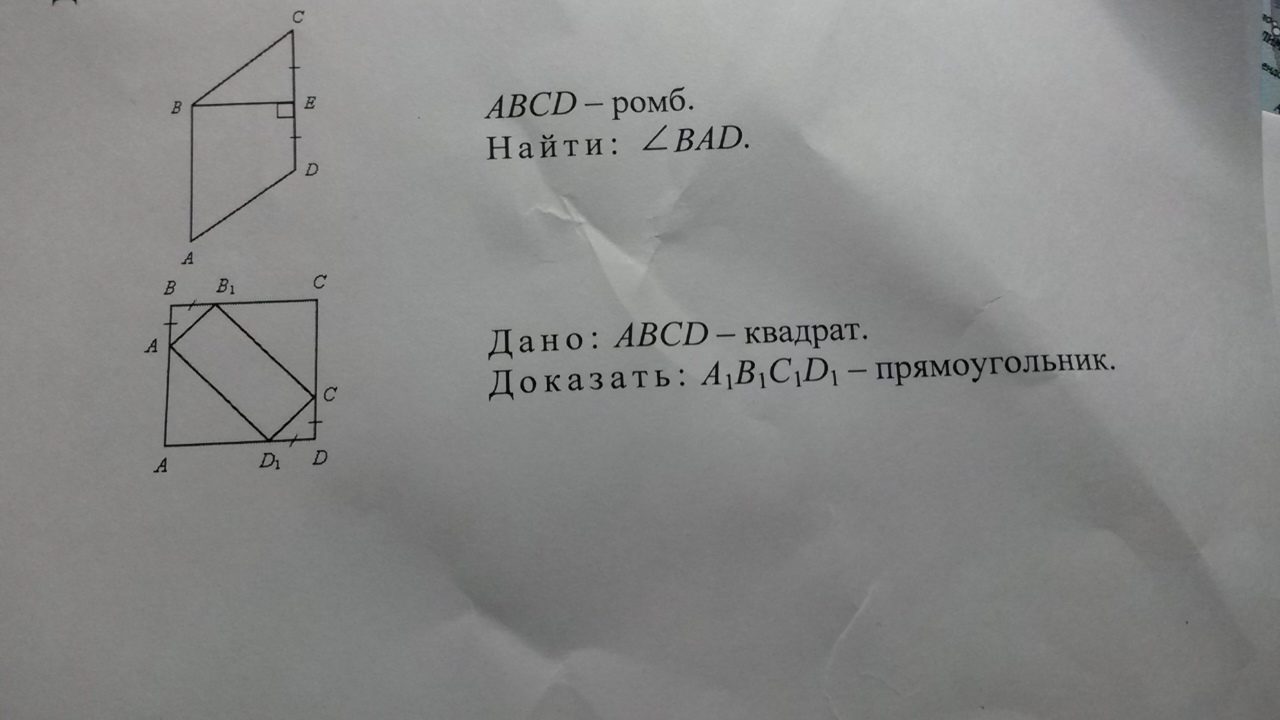 C
B
E
D
A
ABCD – ромб.
Найти: ∠BAD.
B B₁ C
A
C
A D₁ D
Дано: ABCD – квадрат.
Доказать: A₁B₁C₁D₁ – прямоугольник.